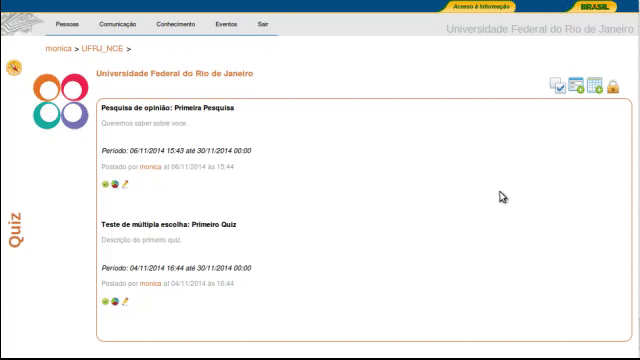 Acesso à Informação
BRASIL
Pessoas Comunicação Conhecimento Eventos Sair
Universidade Federal do Rio de Janeiro
monica > UFRJ_NCE >
Universidade Federal do Rio de Janeiro
Pesquisa de opinião: Primeira Pesquisa
Queremos saber sobre voce.
Período: 06/11/2014 15:43 até 30/11/2014 00:00
Postado por monica at 06/11/2014 às 15:44
Quiz
Teste de múltipla escolha: Primeiro Quiz
Descrição do primeiro quiz.
Período: 04/11/2014 16:44 até 30/11/2014 00:00
Postado por monica at 04/11/2014 às 16:44